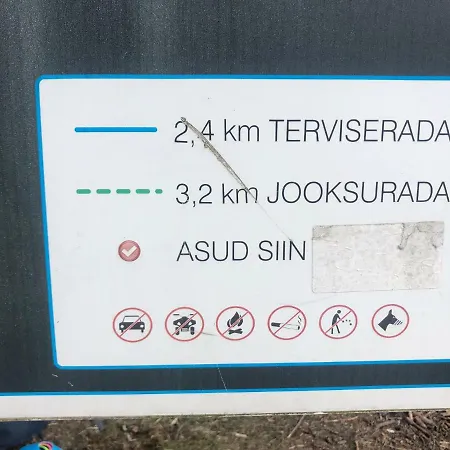 2,4 km TERVISERADA
3,2 km JOOKSURADA
ASUD SIIN